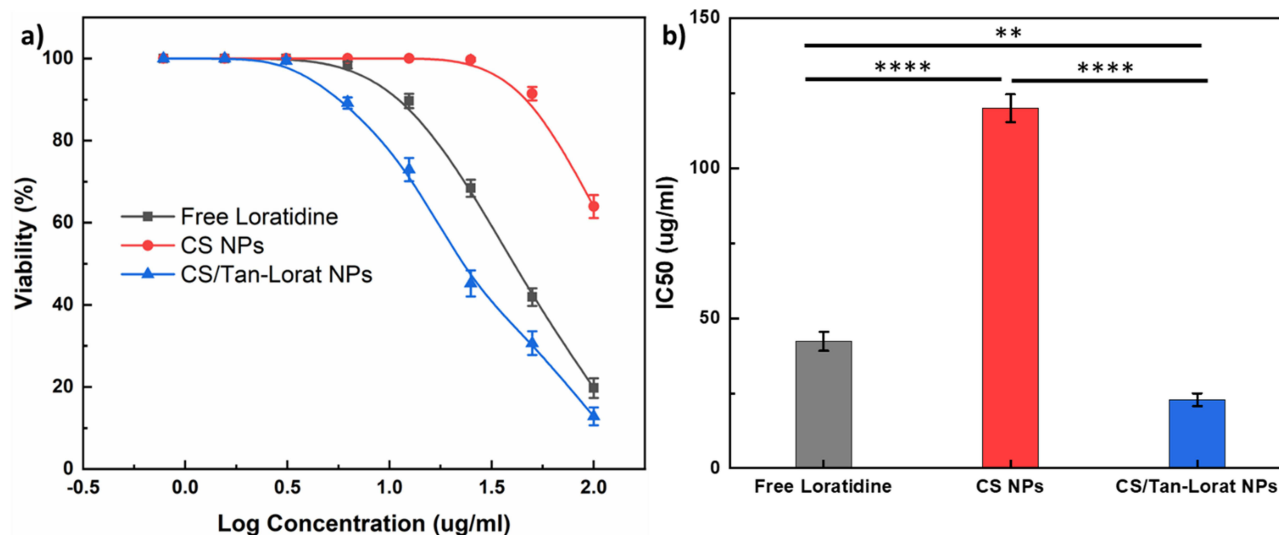 a)
100
80
60
40
20
0
Viability (%)
Free Loratidine
CS NPs
CS/Tan-Lorat NPs
-0.5
0.0
0.5
1.0
1.5
2.0
Log Concentration (ug/ml)
b)
150
100
50
0
IC50 (ug/ml)
**
****
****
Free Loratidine
CS NPs
CS/Tan-Lorat NPs